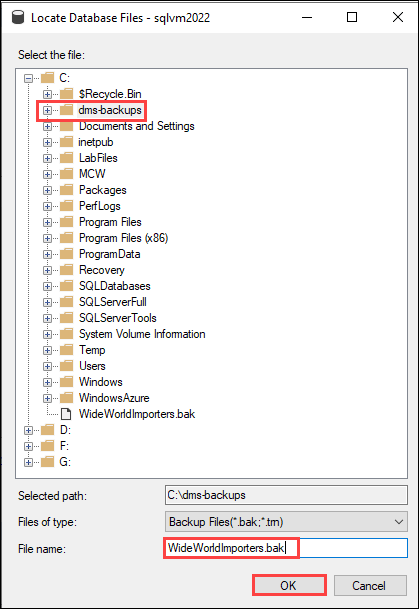 Locate Database Files - sqlvm2022
Select the file:
C:
$Recycle.Bin
dms-backups
Documents and Settings
inetpub
LabFiles
MCW
Packages
PerfLogs
Program Files
Program Files (x86)
ProgramData
Recovery
SQLDatabases
SQLServerFull
SQLServerTools
System Volume Information
Temp
Users
Windows
WindowsAzure
WideWorldImporters.bak
D:
F:
G:
Selected path: C:\dms-backups
Files of type: Backup Files(*.bak;*.trn)
File name: WideWorldImporters.bak
OK Cancel